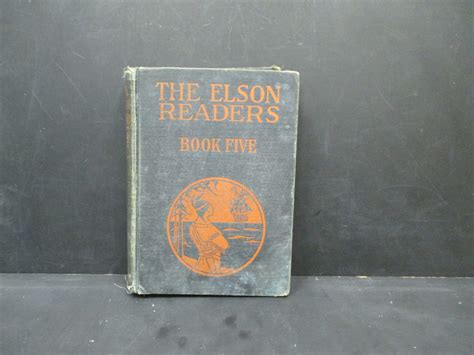 THE ELSON
READERS
BOOK FIVE